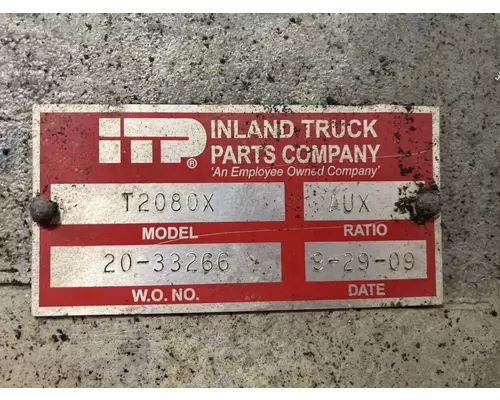 ITP® INLAND TRUCK
PARTS COMPANY
'An Employee Owned Company'
T2080X AUX
MODEL RATIO
20-33266 9-29-09
W.O. NO. DATE